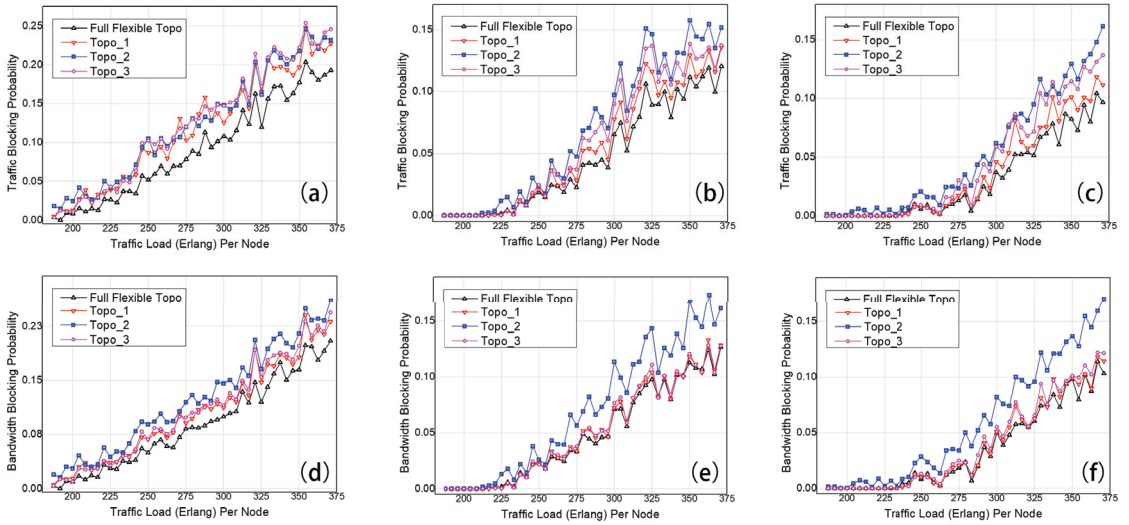 Full Flexible Topo
Topo_1
Topo_2
Topo_3
0.25
0.20
0.15
0.10
0.05
0.00
Traffic Blocking Probability
200 225 250 275 300 325 350 375
Traffic Load (Erlang) Per Node
(a)
Full Flexible Topo
Topo_1
Topo_2
Topo_3
0.15
0.10
0.05
0.00
Traffic Blocking Probability
200 225 250 275 300 325 350 375
Traffic Load (Erlang) Per Node
(b)
Full Flexible Topo
Topo_1
Topo_2
Topo_3
0.15
0.10
0.05
0.00
Traffic Blocking Probability
200 225 250 275 300 325 350 375
Traffic Load (Erlang) Per Node
(c)
Full Flexible Topo
Topo_1
Topo_2
Topo_3
0.23
0.15
0.08
0.00
Bandwidth Blocking Probability
200 225 250 275 300 325 350 375
Traffic Load (Erlang) Per Node
(d)
Full Flexible Topo
Topo_1
Topo_2
Topo_3
0.15
0.10
0.05
0.00
Bandwidth Blocking Probability
200 225 250 275 300 325 350 375
Traffic Load (Erlang) Per Node
(e)
Full Flexible Topo
Topo_1
Topo_2
Topo_3
0.15
0.10
0.05
0.00
Bandwidth Blocking Probability
200 225 250 275 300 325 350 375
Traffic Load (Erlang) Per Node
(f)